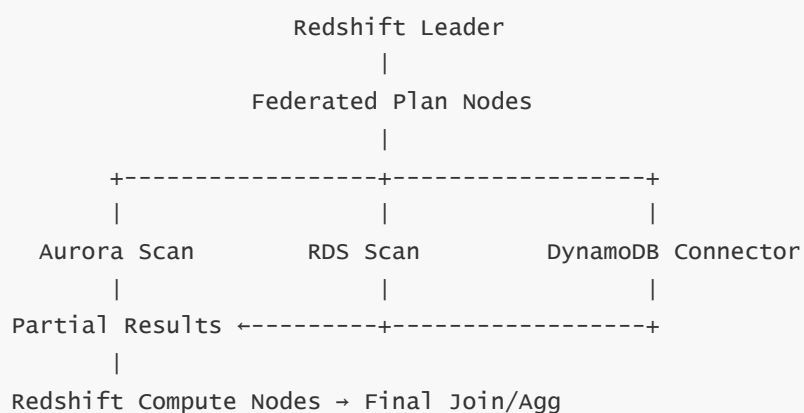 Redshift Leader
|
Federated Plan Nodes
|
+------------------+------------------+
| | |
Aurora Scan RDS Scan DynamoDB Connector
| | |
Partial Results ←---------+------------------+
|
Redshift Compute Nodes → Final Join/Agg